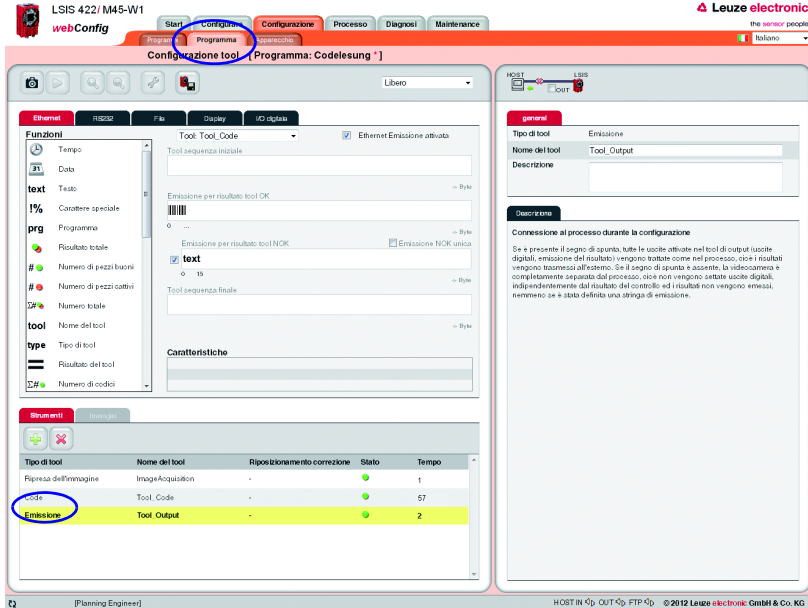 LSIS 422i M45-W1
webConfig
Start
Configurare
Configurazione
Processo
Diagnosi
Maintenance
Leuze electronic
the sensor people
Programmi
Programma
Apparecchio
Italiano
Configurazione tool [ Programma: Codelesung * ]
Libero
HOST
LSIS
OUT
Ethernet
RS232
File
Display
I/O digitale
Funzioni
Tempo
31
Data
text
Testo
!%
Carattere speciale
prg
Programma
Risultato totale
#
Numero di pezzi buoni
#
Numero di pezzi cattivi
Σ#
Numero totale
tool
Nome del tool
type
Tipo di tool
Risultato del tool
Σ#
Numero di codici
Tool: Tool_Code
Ethernet Emissione attivata
Tool sequenza iniziale
-> Byte
Emissione per risultato tool OK
0 ...
-> Byte
Emissione per risultato tool NOK
Emissione NOK unica
text
0 15
-> Byte
Tool sequenza finale
-> Byte
Caratteristiche
general
Tipo di tool Emissione
Nome del tool Tool_Output
Descrizione
Descrizione
Connessione al processo durante la configurazione
Se è presente il segno di spunta, tutte le uscite attivate nel tool di output (uscite
digitali, emissione del risultato) vengono trattate come nel processo, cioè i risultati
vengono trasmessi all'esterno. Se il segno di spunta è assente, la videocamera è
completamente separata dal processo, cioè non vengono settate uscite digitali,
indipendentemente dal risultato del controllo ed i risultati non vengono emessi,
nemmeno se è stata definita una stringa di emissione.
Strumenti
Immagini
Tipo di tool Nome del tool Riposizionamento correzione Stato Tempo
Ripresa dell'immagine ImageAcquisition - 1
Code Tool_Code - 57
Emissione Tool_Output - 2
[Planning Engineer]
HOST IN OUT FTP © 2012 Leuze electronic GmbH & Co. KG